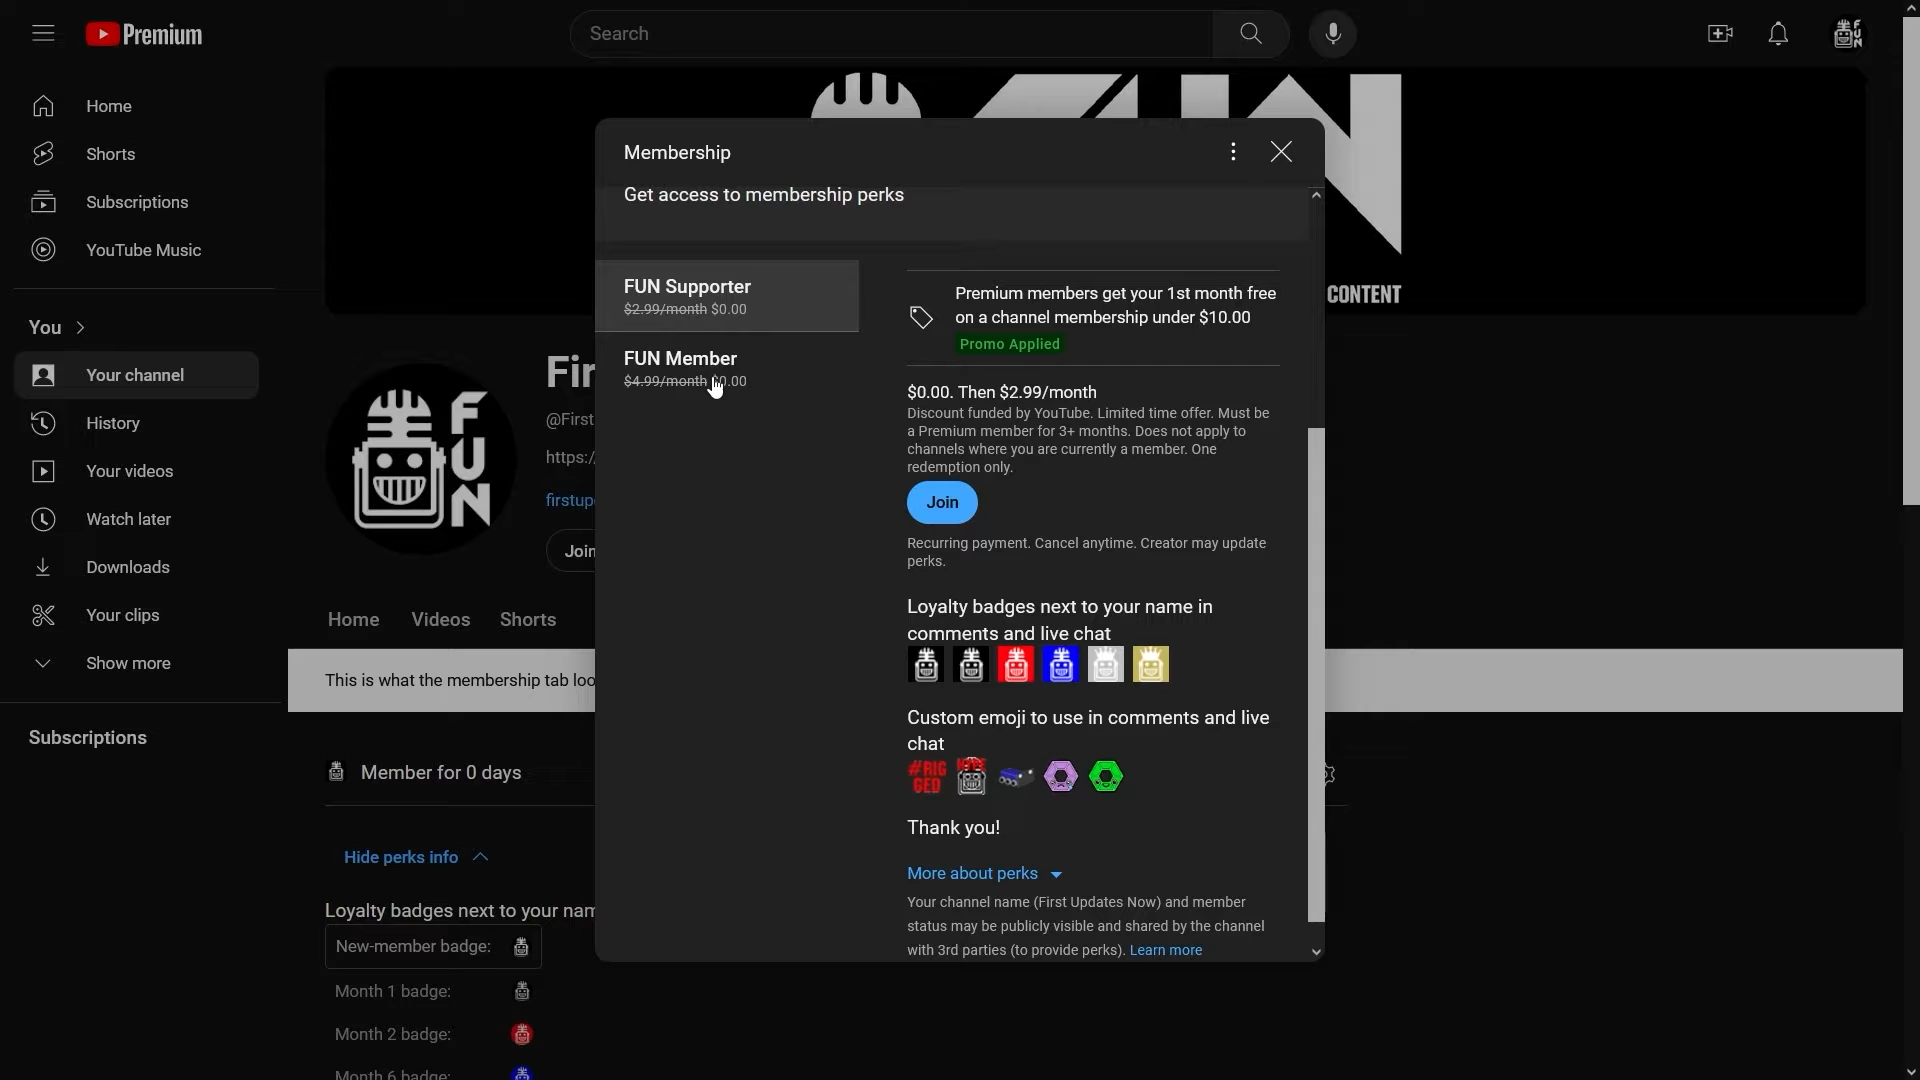 Premium
Search
Home
Shorts
Subscriptions
YouTube Music
You
Your channel
History
Your videos
Watch later
Downloads
Your clips
Show more
Subscriptions
CONTENT
FUN
Fir
@First
https:/
firstup
Join
Home Videos Shorts
This is what the membership tab loo
Member for 0 days
Hide perks info
Loyalty badges next to your nam
New-member badge:
Month 1 badge:
Month 2 badge:
Month 6 badge:
Membership
Get access to membership perks
FUN Supporter
$2.99/month $0.00
FUN Member
$4.99/month $0.00
Premium members get your 1st month free
on a channel membership under $10.00
Promo Applied
$0.00. Then $2.99/month
Discount funded by YouTube. Limited time offer. Must be
a Premium member for 3+ months. Does not apply to
channels where you are currently a member. One
redemption only.
Join
Recurring payment. Cancel anytime. Creator may update
perks.
Loyalty badges next to your name in
comments and live chat
Custom emoji to use in comments and live
chat
#RIG
GED
Thank you!
More about perks
Your channel name (First Updates Now) and member
status may be publicly visible and shared by the channel
with 3rd parties (to provide perks). Learn more